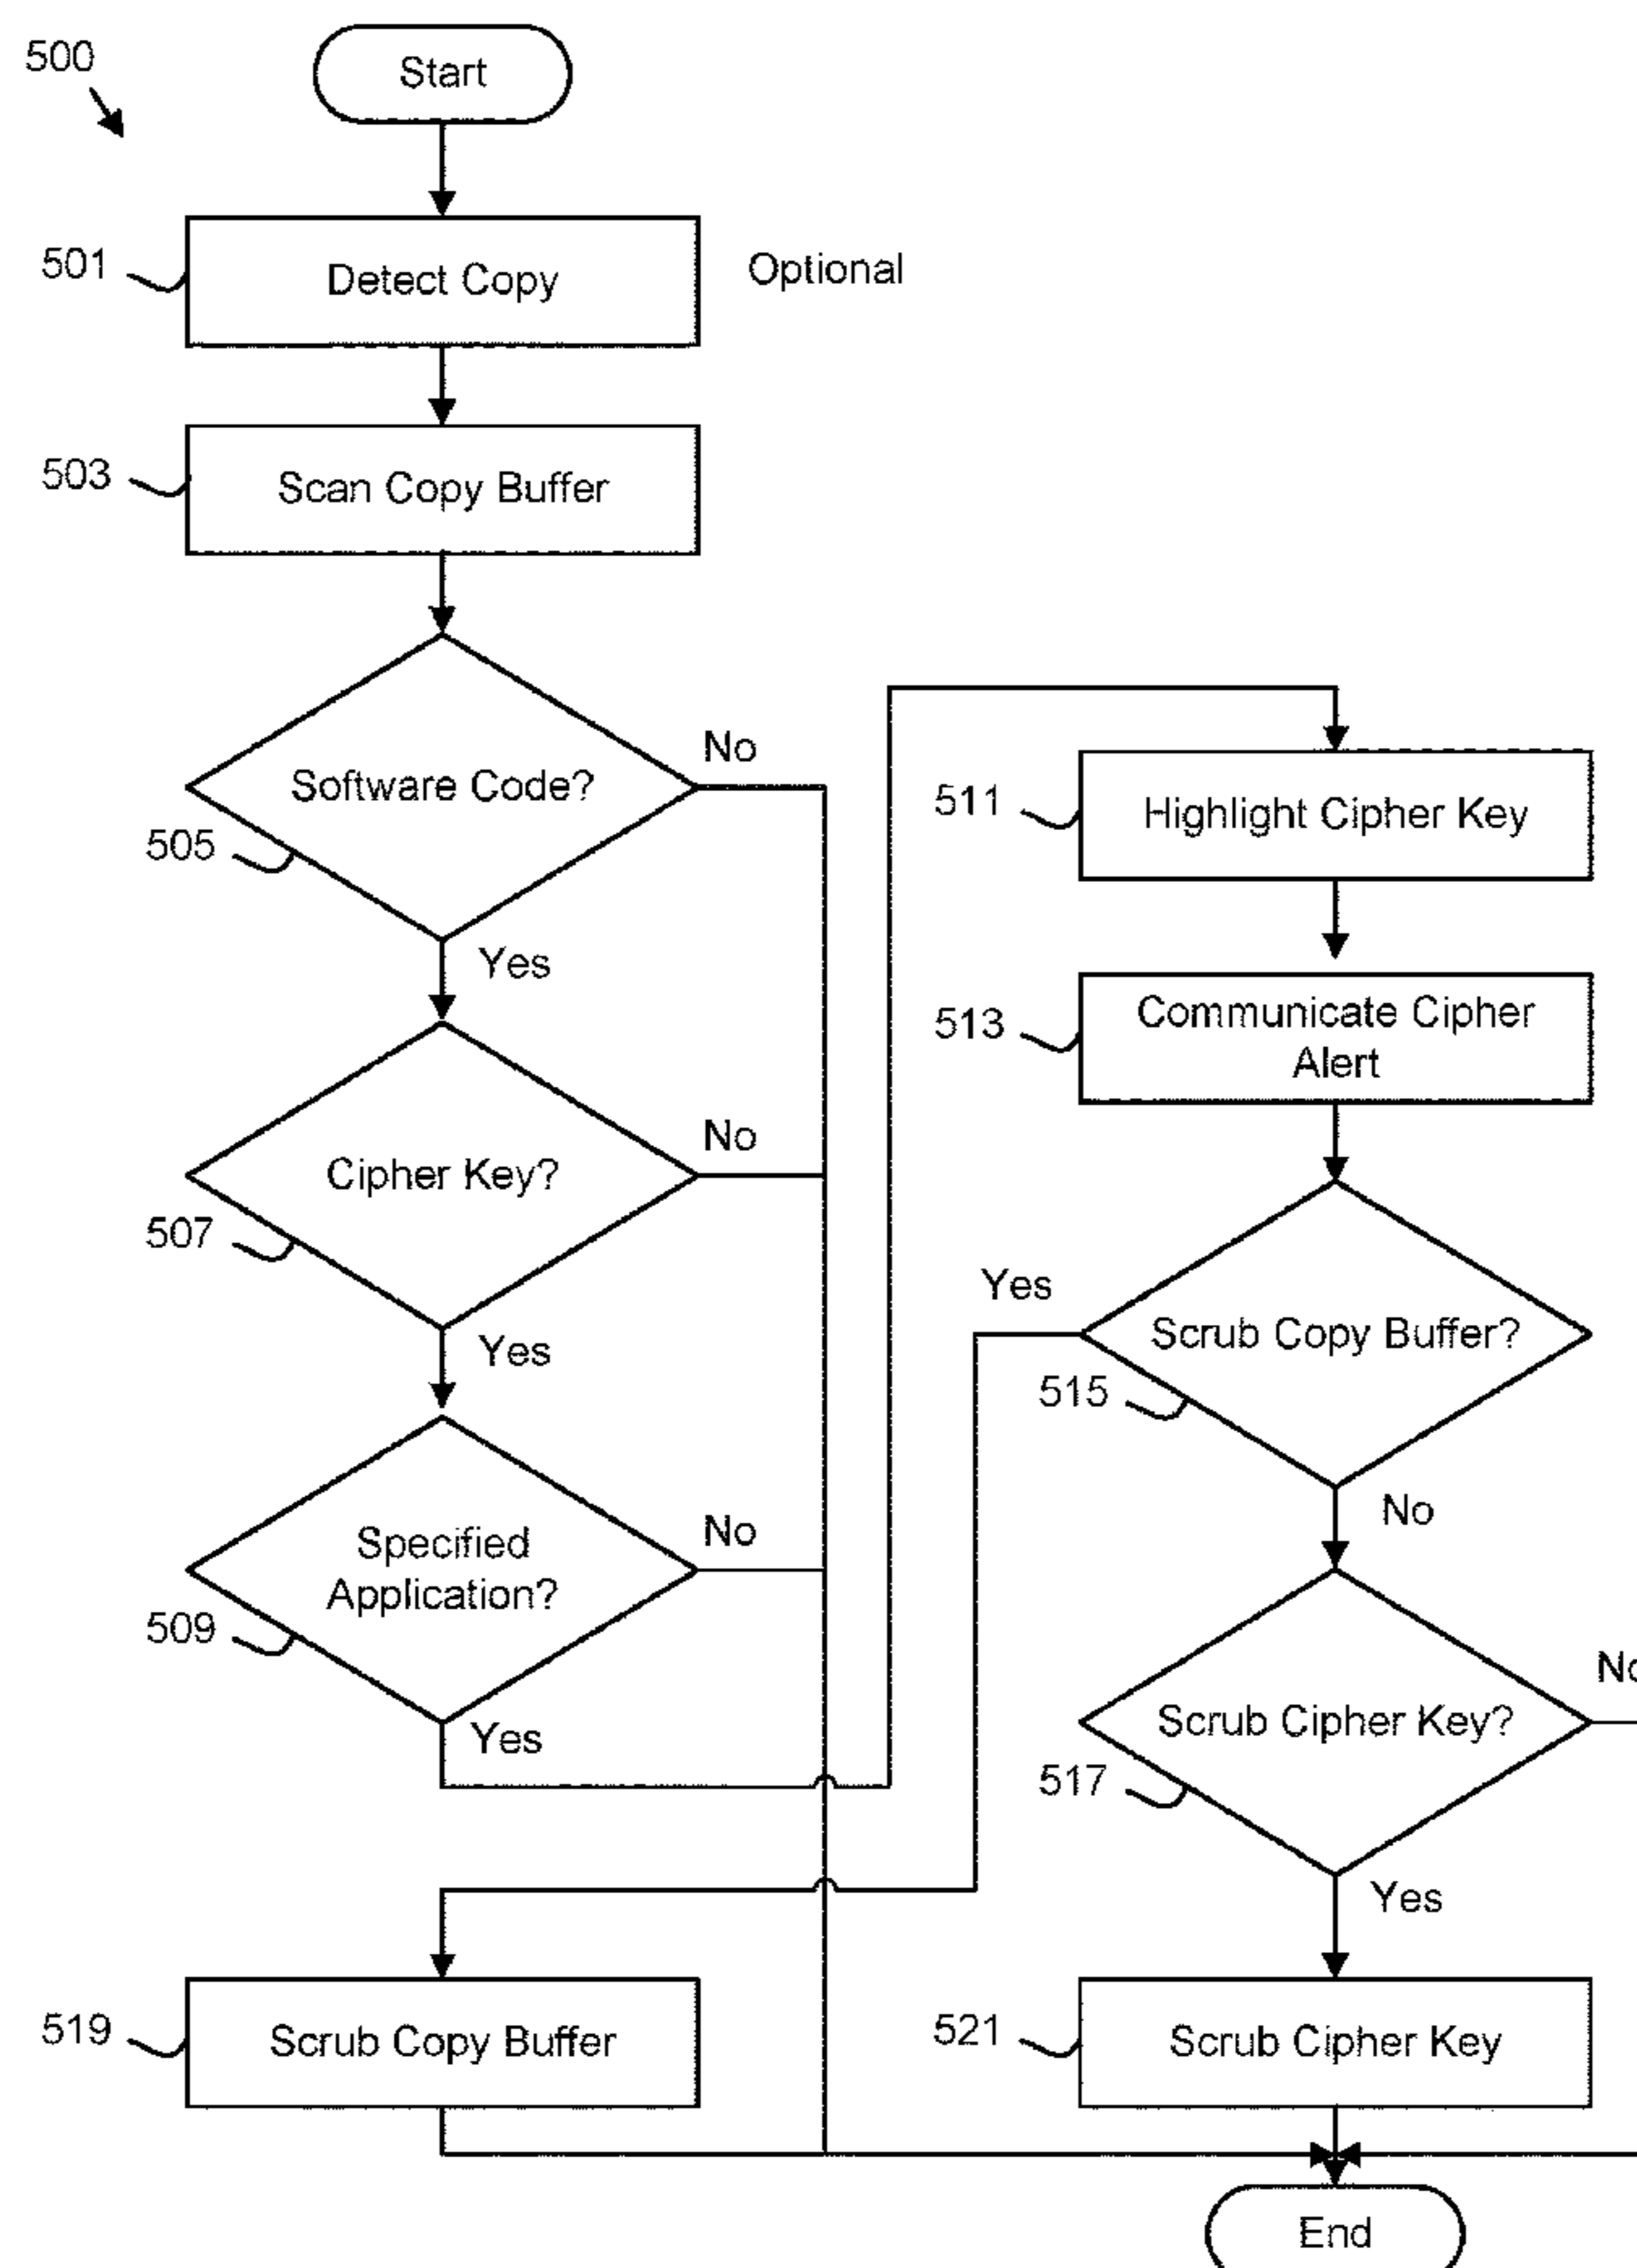 500
Start
501
Detect Copy
Optional
503
Scan Copy Buffer
Software Code?
No
505
Yes
Cipher Key?
No
507
Yes
Specified
Application?
No
509
Yes
511
Highlight Cipher Key
513
Communicate Cipher
Alert
Yes
Scrub Copy Buffer?
515
No
Scrub Cipher Key?
No
517
Yes
519
Scrub Copy Buffer
521
Scrub Cipher Key
End